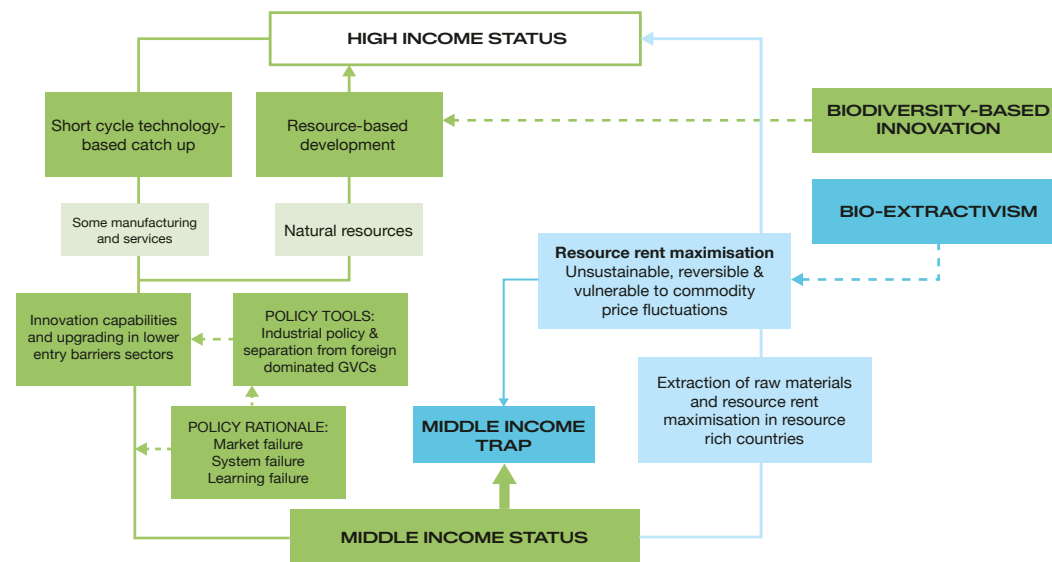 HIGH INCOME STATUS
Short cycle technology-
based catch up
Resource-based
development
BIODIVERSITY-BASED
INNOVATION
Some manufacturing
and services
Natural resources
BIO-EXTRACTIVISM
Resource rent maximisation
Unsustainable, reversible &
vulnerable to commodity
price fluctuations
Innovation capabilities
and upgrading in lower
entry barriers sectors
POLICY TOOLS:
Industrial policy &
separation from foreign
dominated GVCs
Extraction of raw materials
and resource rent
maximisation in resource
rich countries
POLICY RATIONALE:
Market failure
System failure
Learning failure
MIDDLE INCOME
TRAP
MIDDLE INCOME STATUS